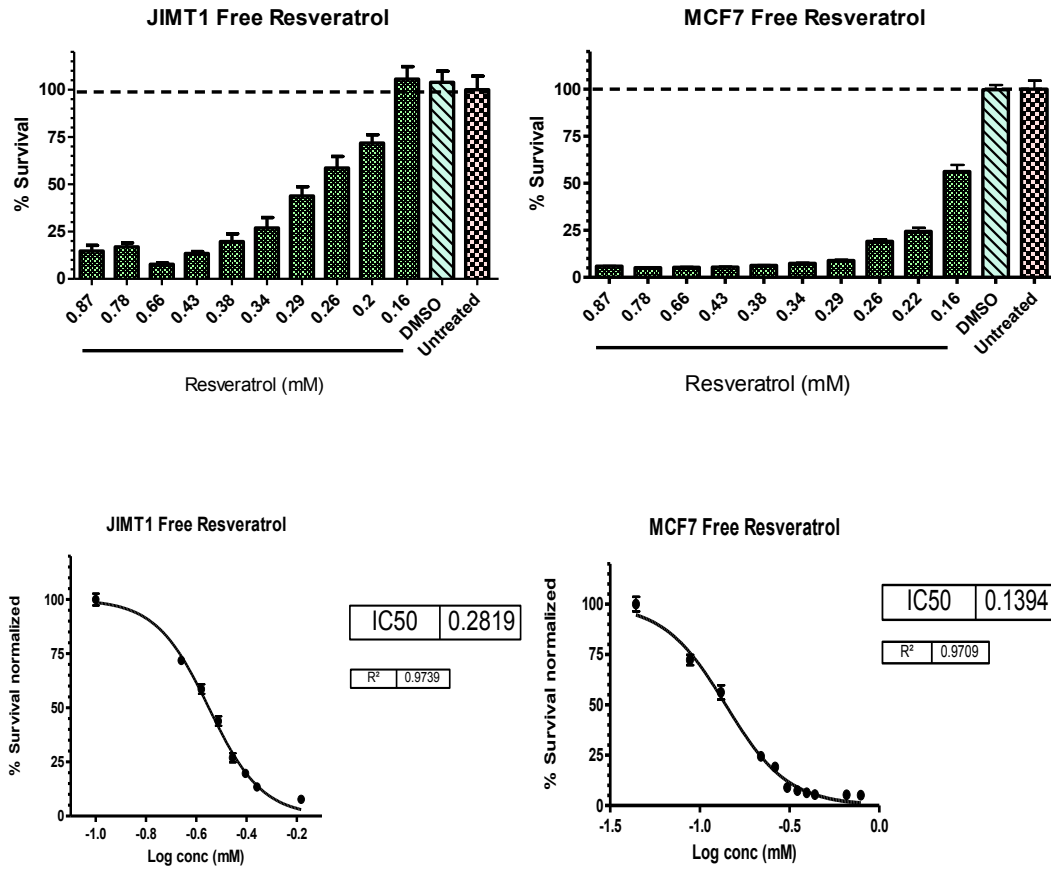 JIMT1 Free Resveratrol
% Survival
100
75
50
25
0
0.87
0.78
0.66
0.43
0.38
0.34
0.29
0.26
0.2
0.16
DMSO
Untreated
Resveratrol (mM)
MCF7 Free Resveratrol
% Survival
100
75
50
25
0
0.87
0.78
0.66
0.43
0.38
0.34
0.29
0.26
0.22
0.16
DMSO
Untreated
Resveratrol (mM)
JIMT1 Free Resveratrol
% Survival normalized
100
75
50
25
0
-1.0
-0.8
-0.6
-0.4
-0.2
Log conc (mM)
IC50 0.2819
R² 0.9739
MCF7 Free Resveratrol
% Survival normalized
100
75
50
25
0
-1.5
-1.0
-0.5
0.0
Log conc (mM)
IC50 0.1394
R² 0.9709